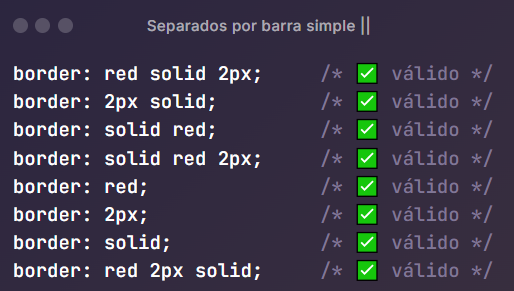 Separados por barra simple ||
border: red solid 2px; /* ✅ válido */
border: 2px solid; /* ✅ válido */
border: solid red; /* ✅ válido */
border: solid red 2px; /* ✅ válido */
border: red; /* ✅ válido */
border: 2px; /* ✅ válido */
border: solid; /* ✅ válido */
border: red 2px solid; /* ✅ válido */